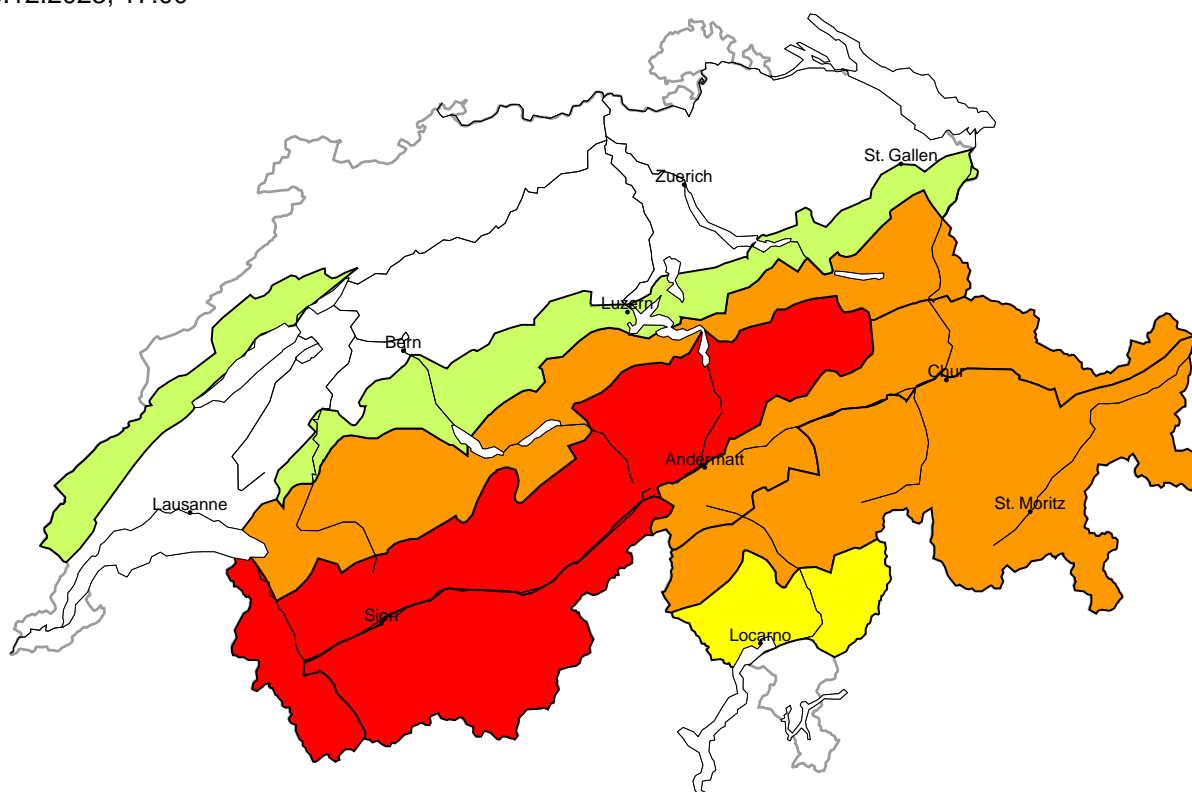 St. Gallen
Zuerich
Luzern
Bern
Chur
Andermatt
Lausanne
St. Moritz
Sion
Locarno